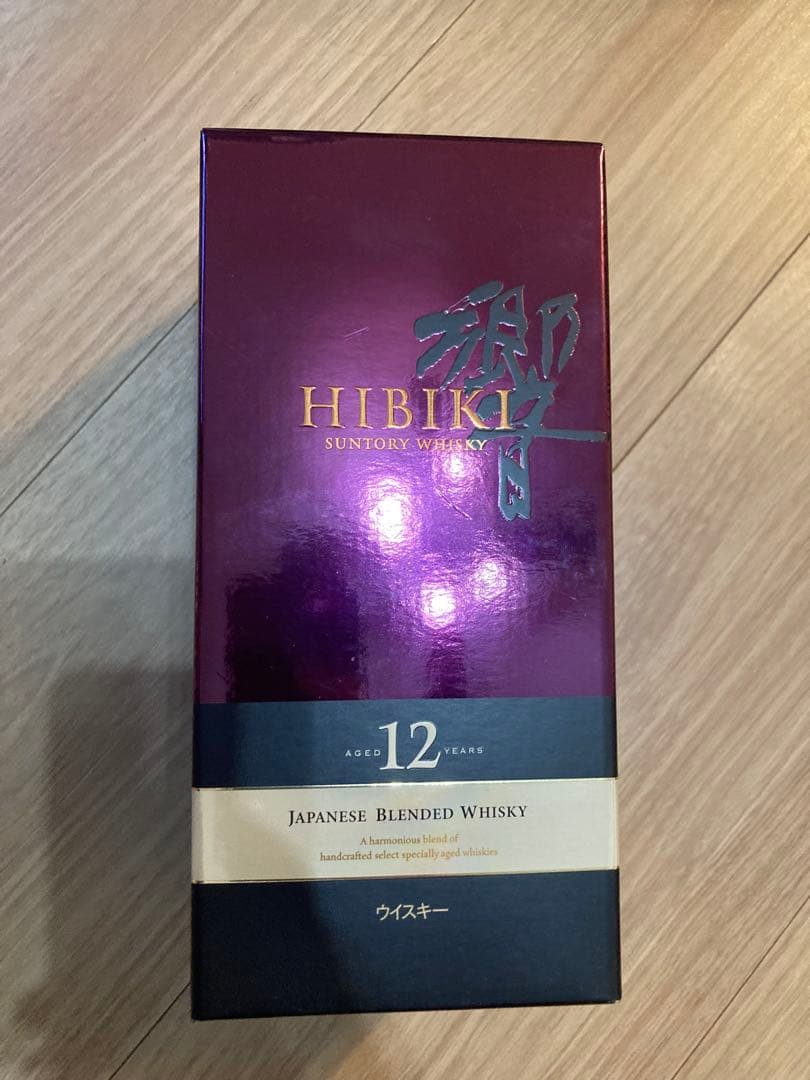 響
HIBIKI
SUNTORY WHISKY
AGED 12 YEARS
JAPANESE BLENDED WHISKY
A harmonious blend of
handcrafted select specially aged whiskies
ウイスキー